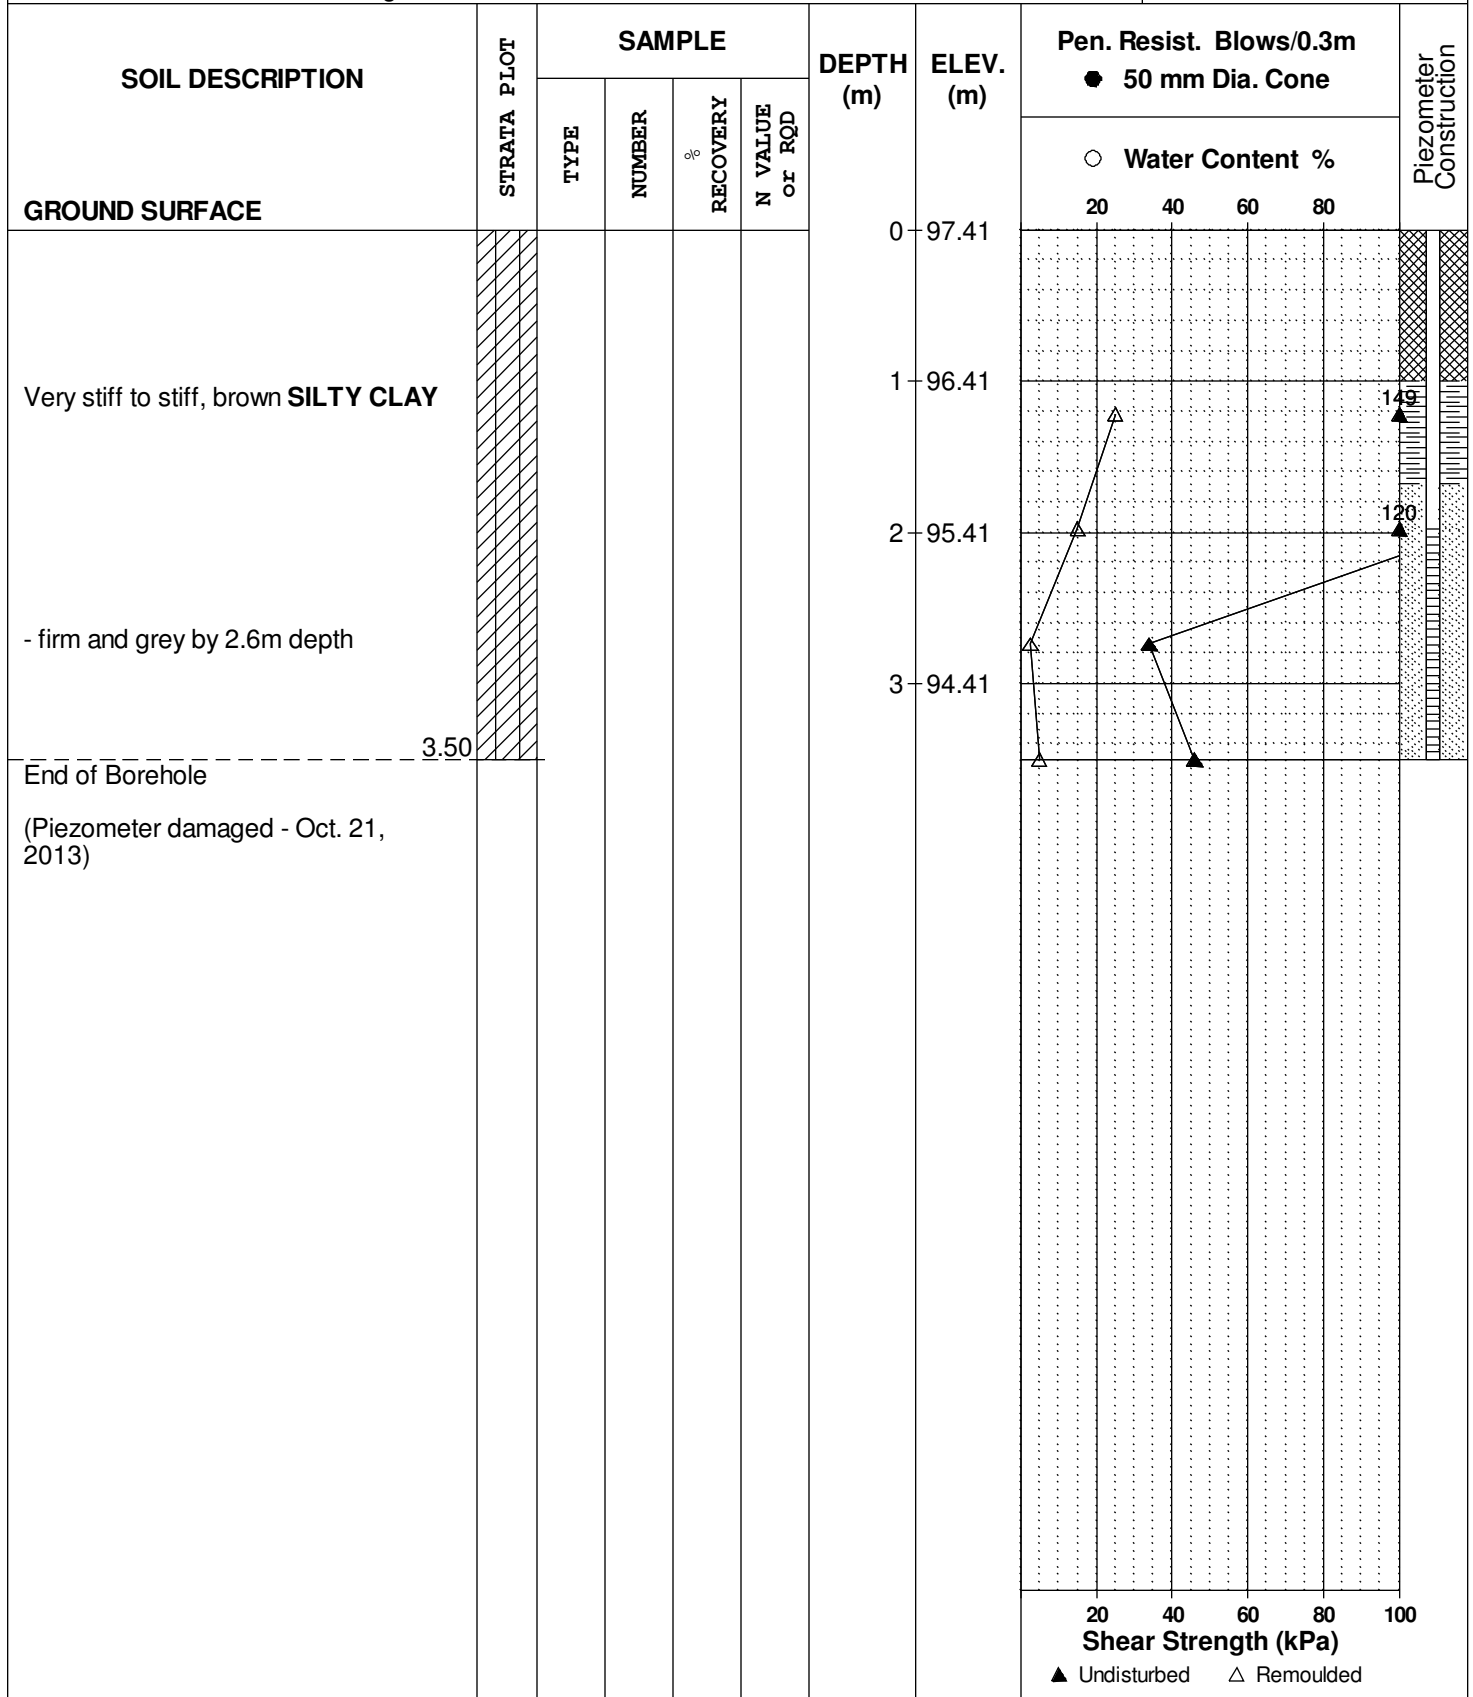 SOIL DESCRIPTION
GROUND SURFACE
STRATA PLOT
SAMPLE
TYPE
NUMBER
%
RECOVERY
N VALUE
or RQD
DEPTH
(m)
ELEV.
(m)
Pen. Resist. Blows/0.3m
● 50 mm Dia. Cone
○ Water Content %
20 40 60 80
Piezometer
Construction
0 97.41
1 96.41
Very stiff to stiff, brown SILTY CLAY
149
120
2 95.41
- firm and grey by 2.6m depth
3 94.41
3.50
End of Borehole
(Piezometer damaged - Oct. 21,
2013)
20 40 60 80 100
Shear Strength (kPa)
▲ Undisturbed △ Remoulded